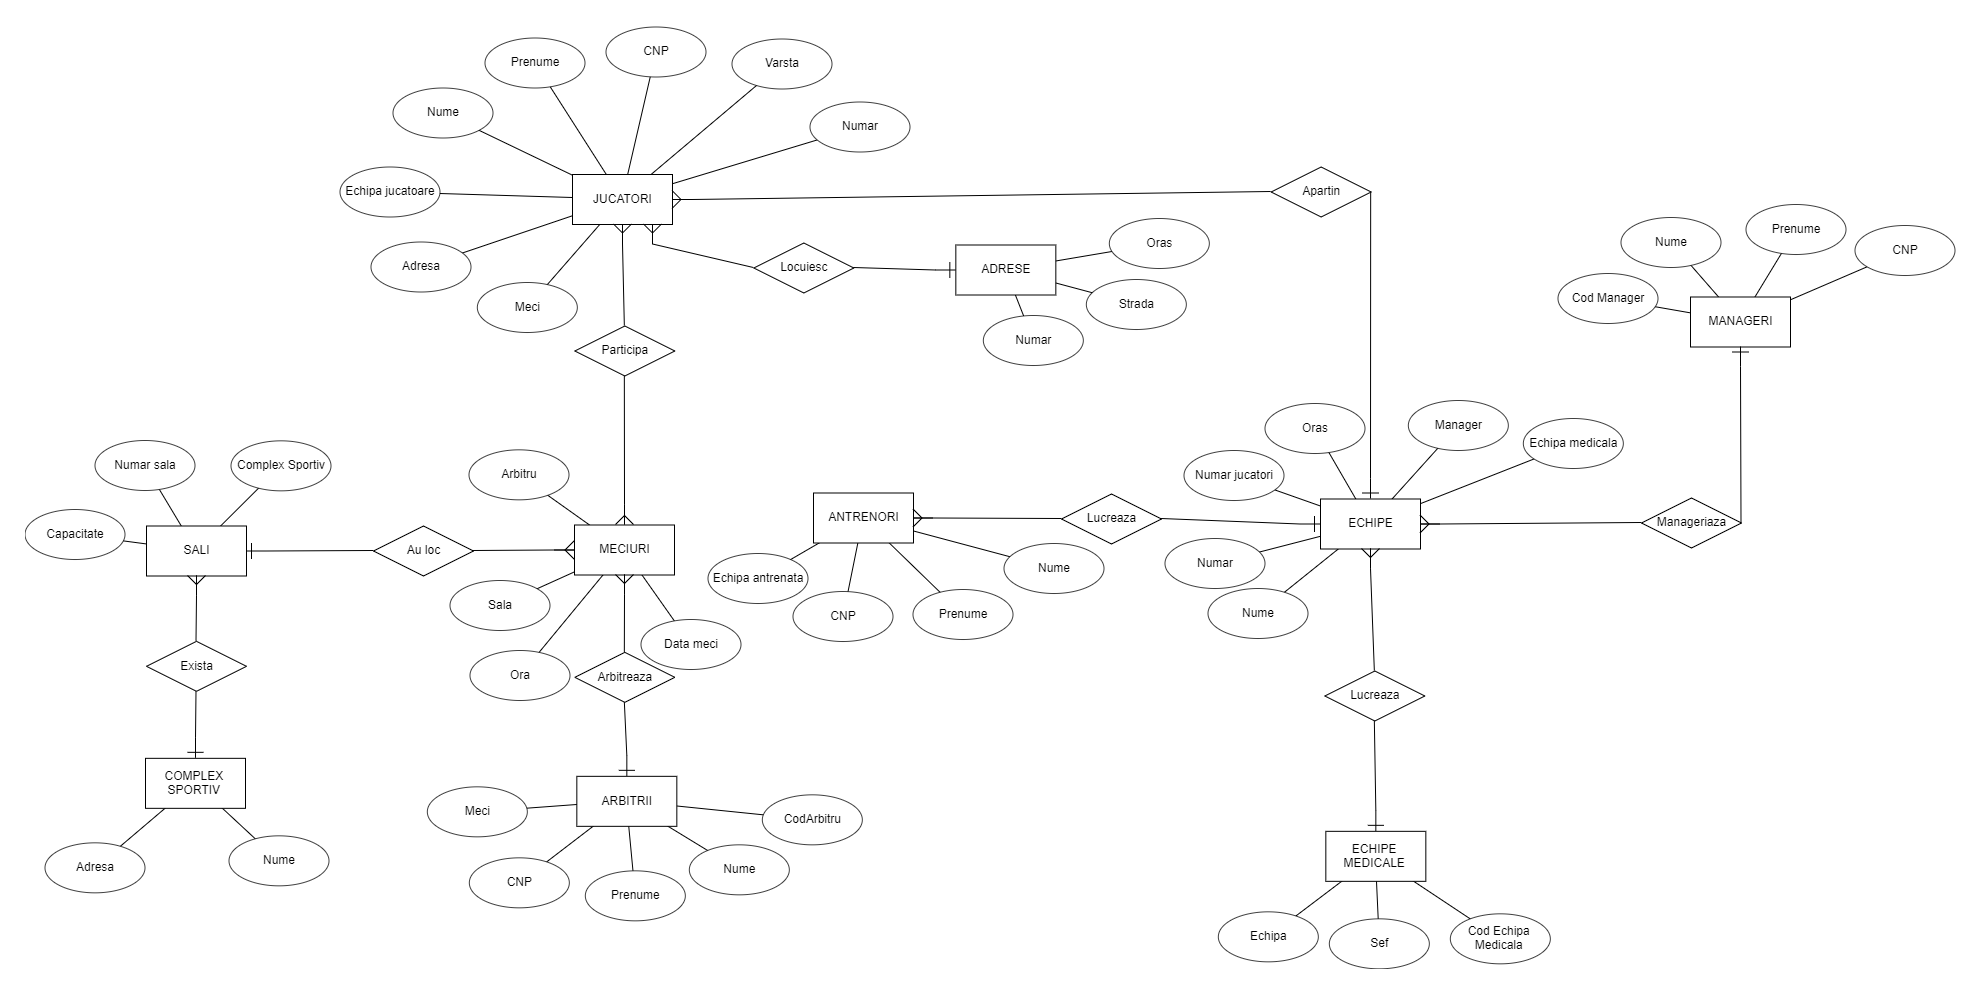 CNP
Prenume
Varsta
Nume
Numar
Echipa jucatoare
JUCATORI
Apartin
Adresa
Meci
Locuiesc
ADRESE
Oras
Strada
Numar
Nume
Prenume
CNP
Cod Manager
MANAGERI
Participa
Numar sala
Complex Sportiv
Capacitate
SALI
Au loc
Arbitru
MECIURI
Sala
Ora
Data meci
ANTRENORI
Lucreaza
Echipa antrenata
CNP
Prenume
Nume
Oras
Manager
Echipa medicala
Numar jucatori
ECHIPE
Manageriaza
Numar
Nume
Exista
Arbitreaza
Lucreaza
COMPLEX
SPORTIV
Adresa
Nume
ARBITRII
Meci
CodArbitru
CNP
Prenume
Nume
ECHIPE
MEDICALE
Echipa
Sef
Cod Echipa
Medicala